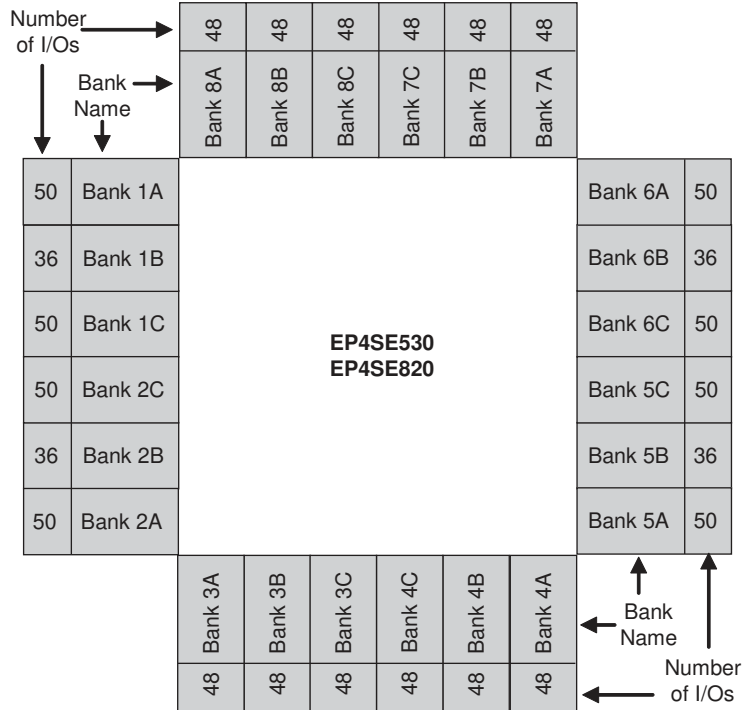 Number
of I/Os
48 48 48 48 48 48
Bank
Name
Bank 8A Bank 8B Bank 8C Bank 7C Bank 7B Bank 7A
50 Bank 1A
36 Bank 1B
50 Bank 1C
50 Bank 2C
36 Bank 2B
50 Bank 2A
EP4SE530
EP4SE820
Bank 6A 50
Bank 6B 36
Bank 6C 50
Bank 5C 50
Bank 5B 36
Bank 5A 50
Bank 3A Bank 3B Bank 3C Bank 4C Bank 4B Bank 4A
Bank
Name
48 48 48 48 48 48
Number
of I/Os